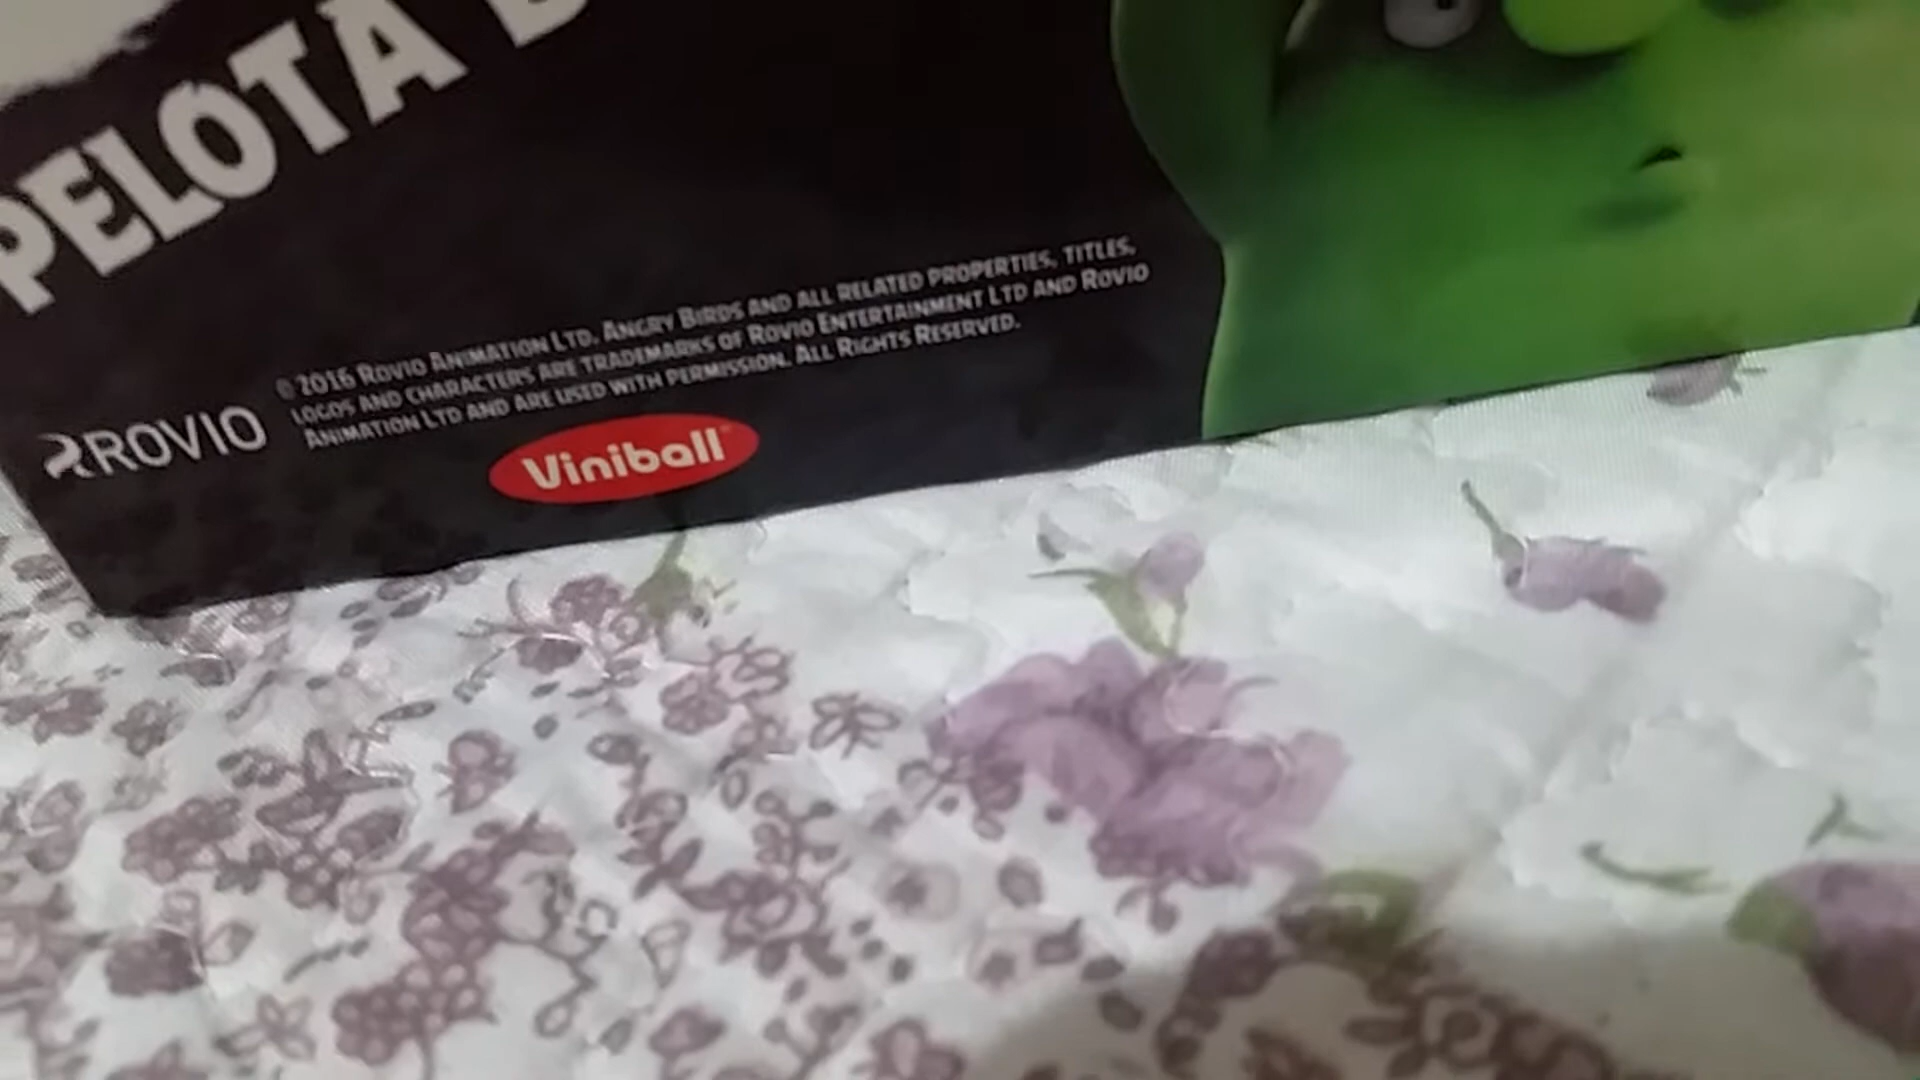 PELOTA
© 2016 Rovio Animation Ltd. Angry Birds and all related properties, titles,
logos and characters are trademarks of Rovio Entertainment Ltd and Rovio
Animation Ltd and are used with permission. All Rights Reserved.
ROVIO
Viniball